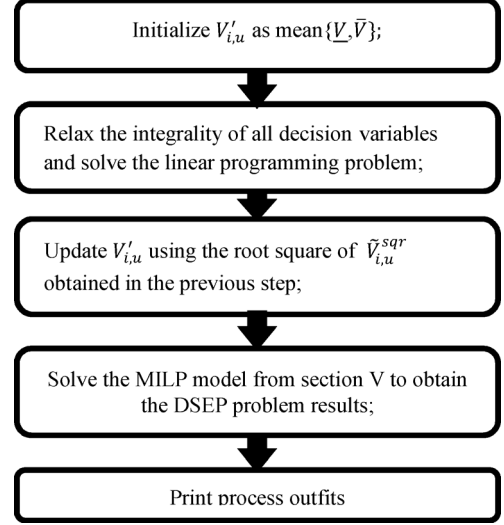 Initialize V′i,u as mean{V̲,V̄};
Relax the integrality of all decision variables
and solve the linear programming problem;
Update V′i,u using the root square of Ṽi,u^sqr
obtained in the previous step;
Solve the MILP model from section V to obtain
the DSEP problem results;
Print process outfits